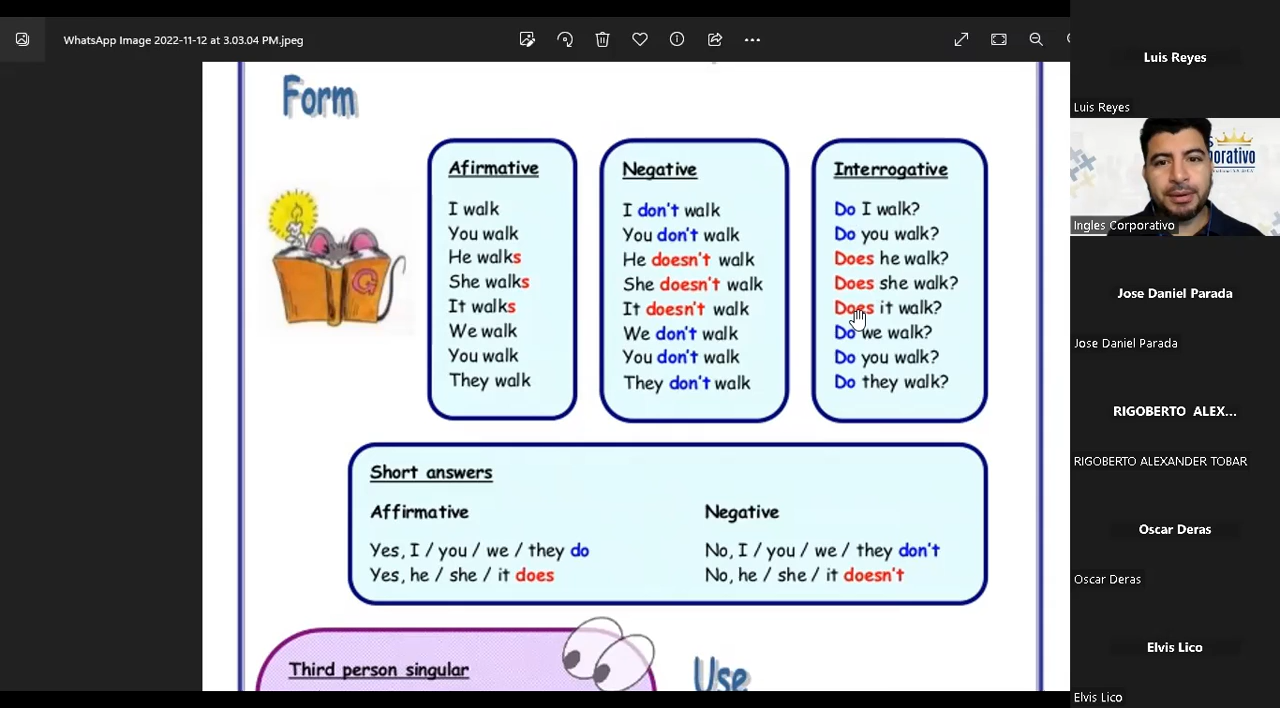 WhatsApp Image 2022-11-12 at 3.03.04 PM.jpeg
Form
Afirmative
I walk
You walk
He walks
She walks
It walks
We walk
You walk
They walk
Negative
I don't walk
You don't walk
He doesn't walk
She doesn't walk
It doesn't walk
We don't walk
You don't walk
They don't walk
Interrogative
Do I walk?
Do you walk?
Does he walk?
Does she walk?
Does it walk?
Do we walk?
Do you walk?
Do they walk?
G
Short answers
Affirmative
Yes, I / you / we / they do
Yes, he / she / it does
Negative
No, I / you / we / they don't
No, he / she / it doesn't
Third person singular
Use
Luis Reyes
Luis Reyes
Ingles Corporativo
Jose Daniel Parada
Jose Daniel Parada
RIGOBERTO ALEX...
RIGOBERTO ALEXANDER TOBAR
Oscar Deras
Oscar Deras
Elvis Lico
Elvis Lico